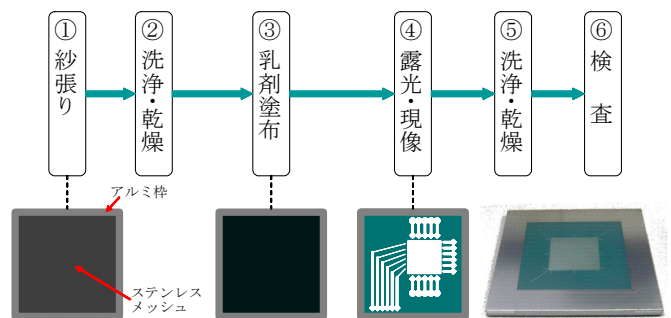 ①紗張り
②洗浄・乾燥
③乳剤塗布
④露光・現像
⑤洗浄・乾燥
⑥検 査
アルミ枠
ステンレス
メッシュ